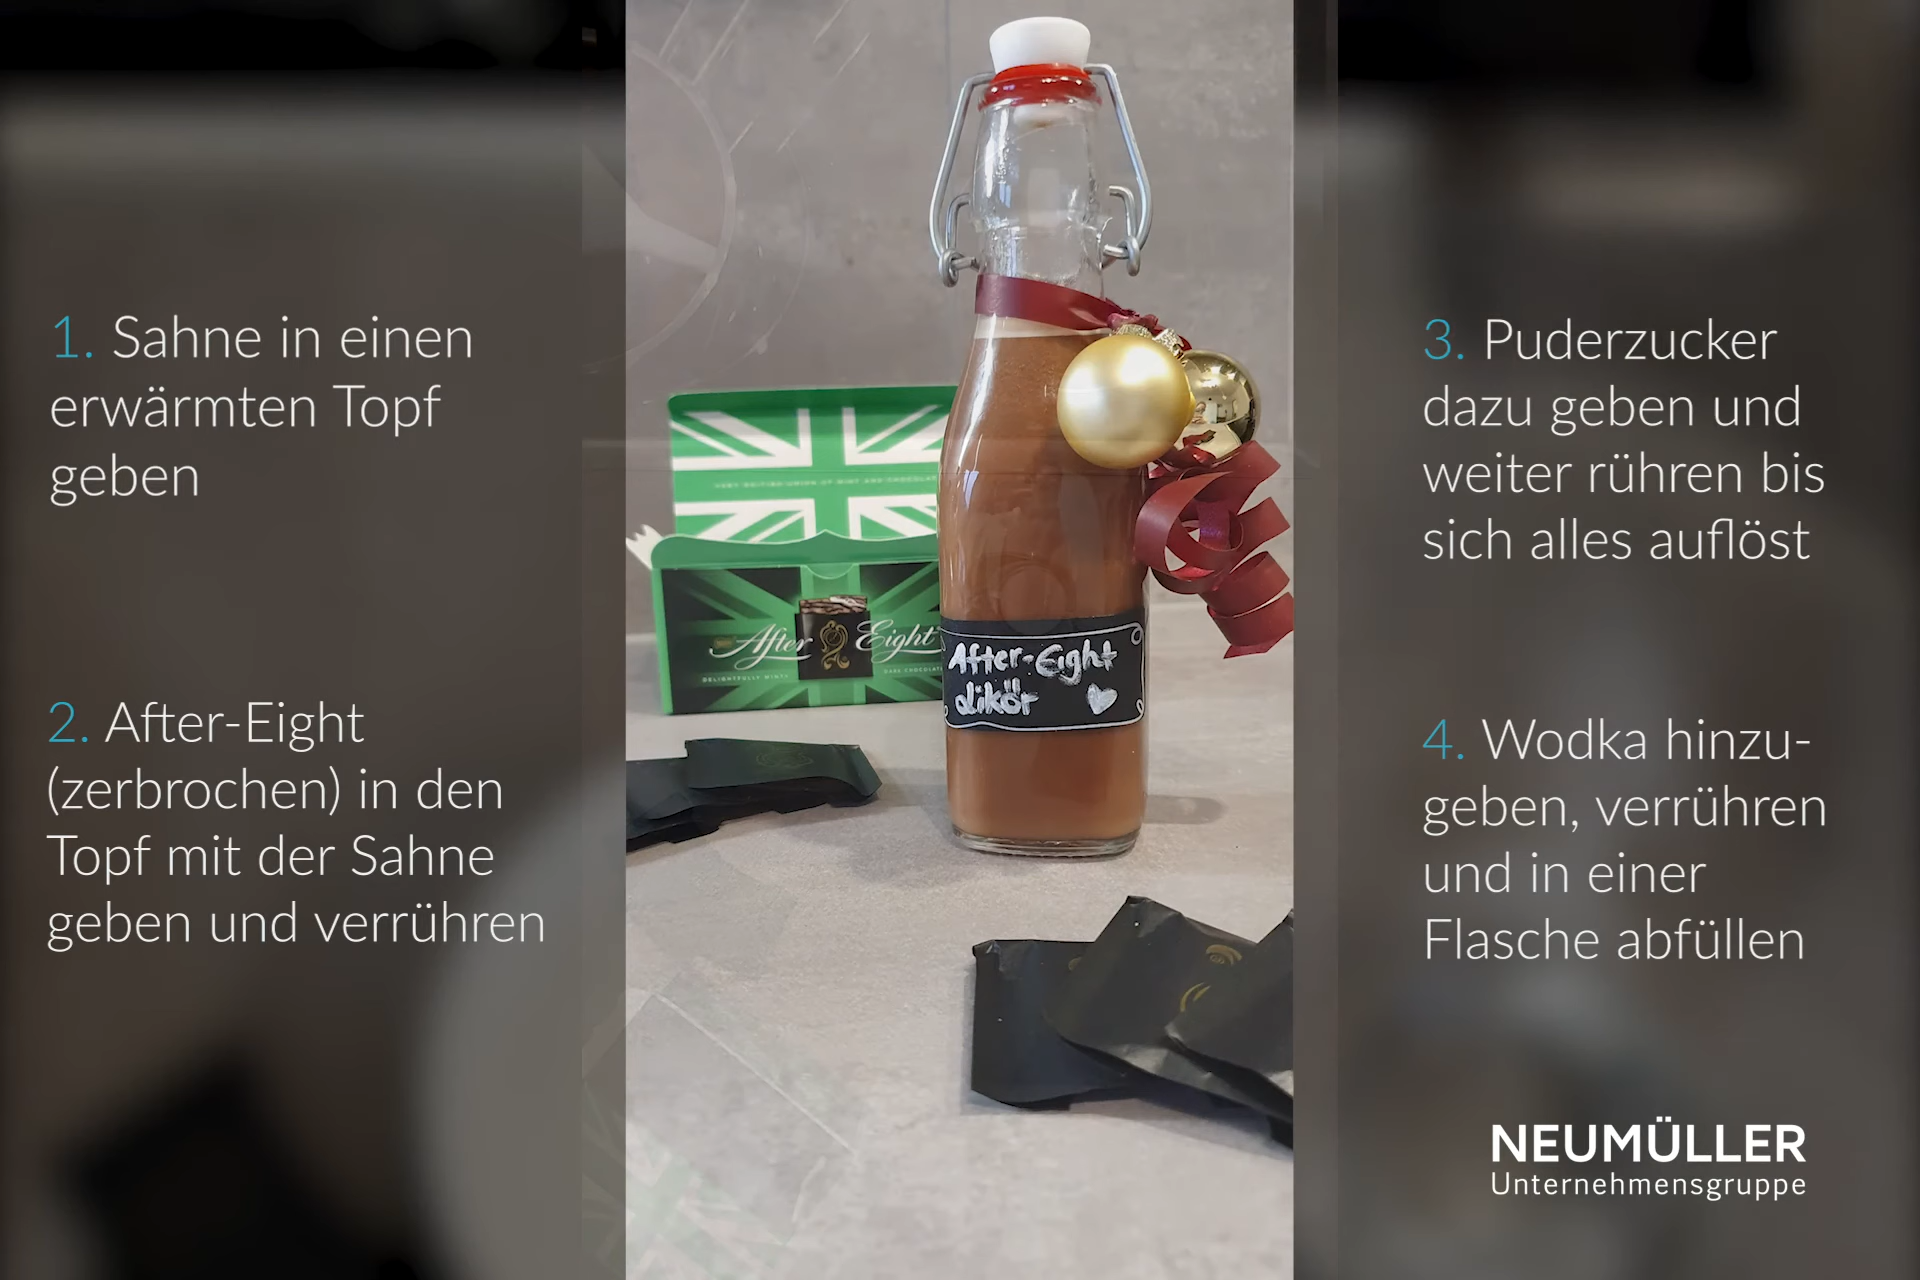 1. Sahne in einen
erwärmten Topf
geben
2. After-Eight
(zerbrochen) in den
Topf mit der Sahne
geben und verrühren
After Eight
After-Eight
Likör
3. Puderzucker
dazu geben und
weiter rühren bis
sich alles auflöst
4. Wodka hinzu-
geben, verrühren
und in einer
Flasche abfüllen
NEUMÜLLER
Unternehmensgruppe